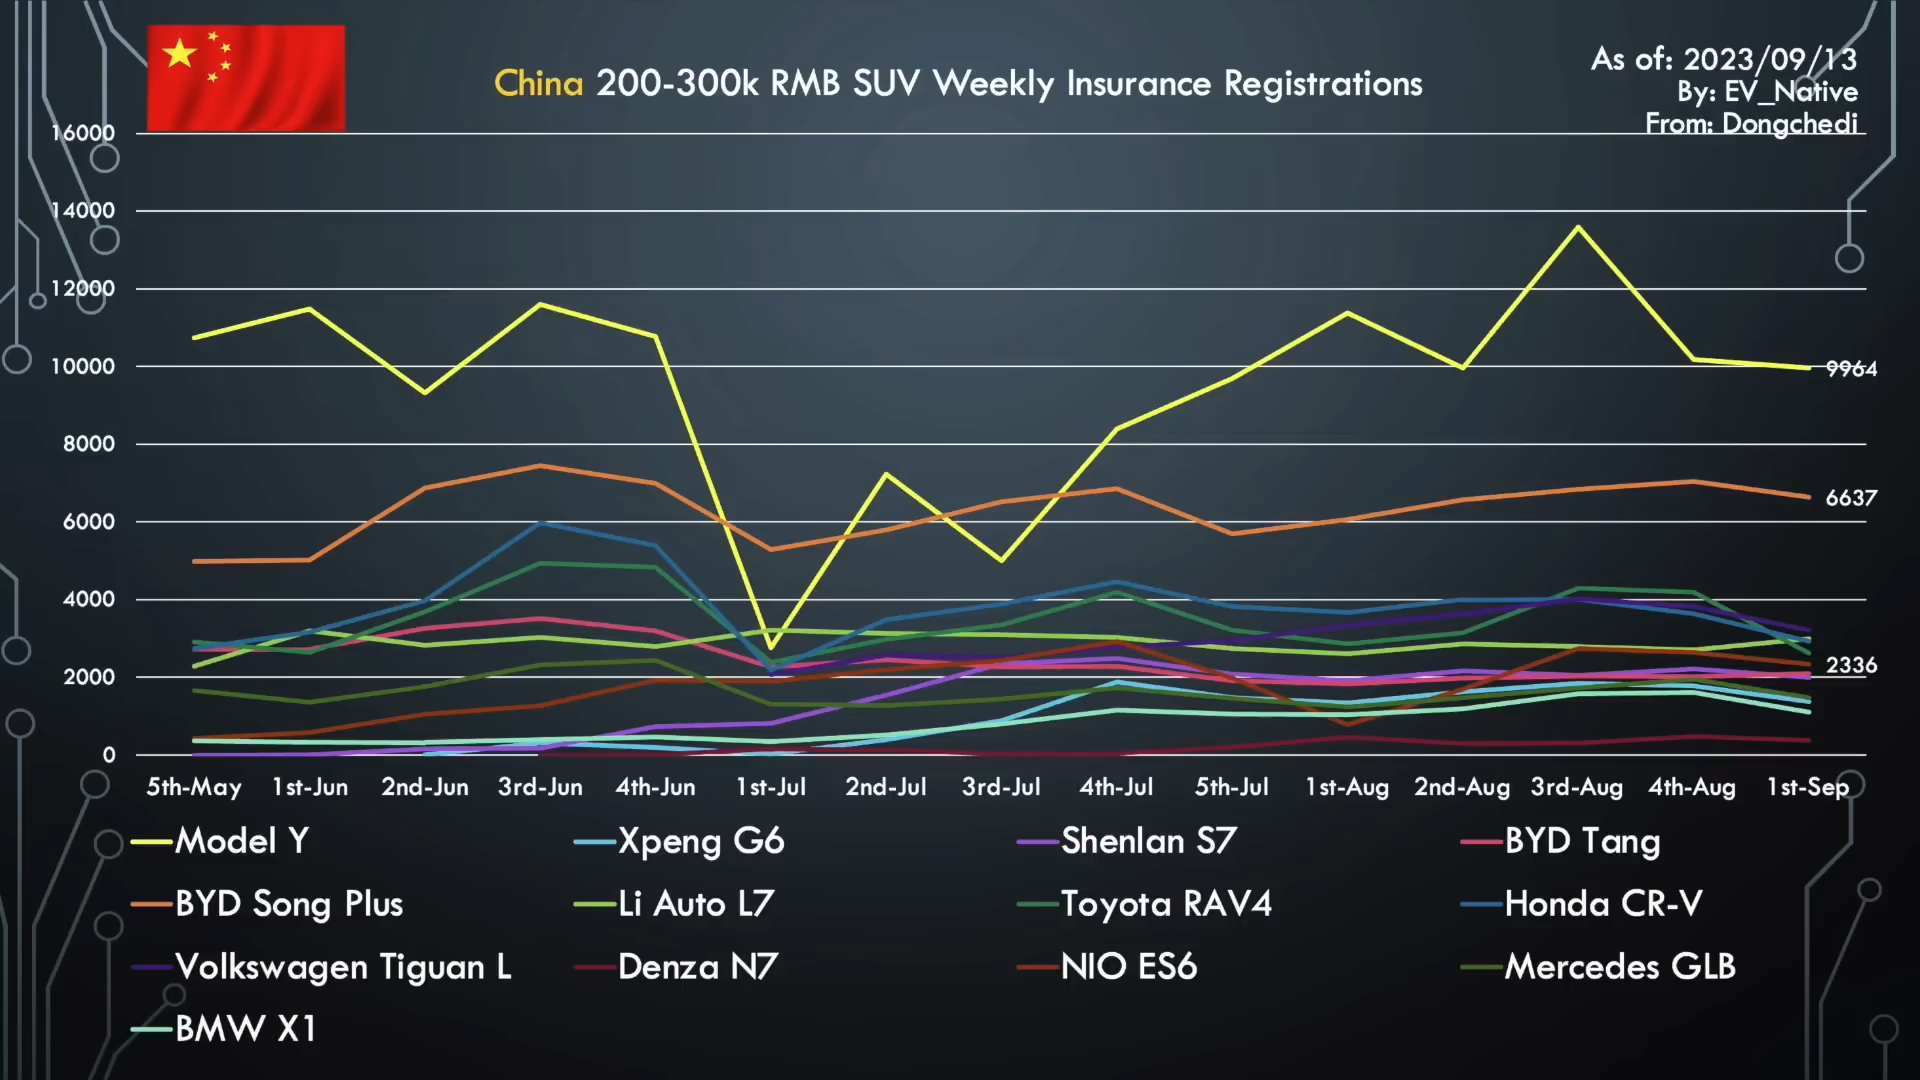 China 200-300k RMB SUV Weekly Insurance Registrations
As of: 2023/09/13
By: EV_Native
From: Dongchedi
16000
14000
12000
10000
8000
6000
4000
2000
0
9964
6637
2336
5th-May 1st-Jun 2nd-Jun 3rd-Jun 4th-Jun 1st-Jul 2nd-Jul 3rd-Jul 4th-Jul 5th-Jul 1st-Aug 2nd-Aug 3rd-Aug 4th-Aug 1st-Sep
Model Y Xpeng G6 Shenlan S7 BYD Tang
BYD Song Plus Li Auto L7 Toyota RAV4 Honda CR-V
Volkswagen Tiguan L Denza N7 NIO ES6 Mercedes GLB
BMW X1